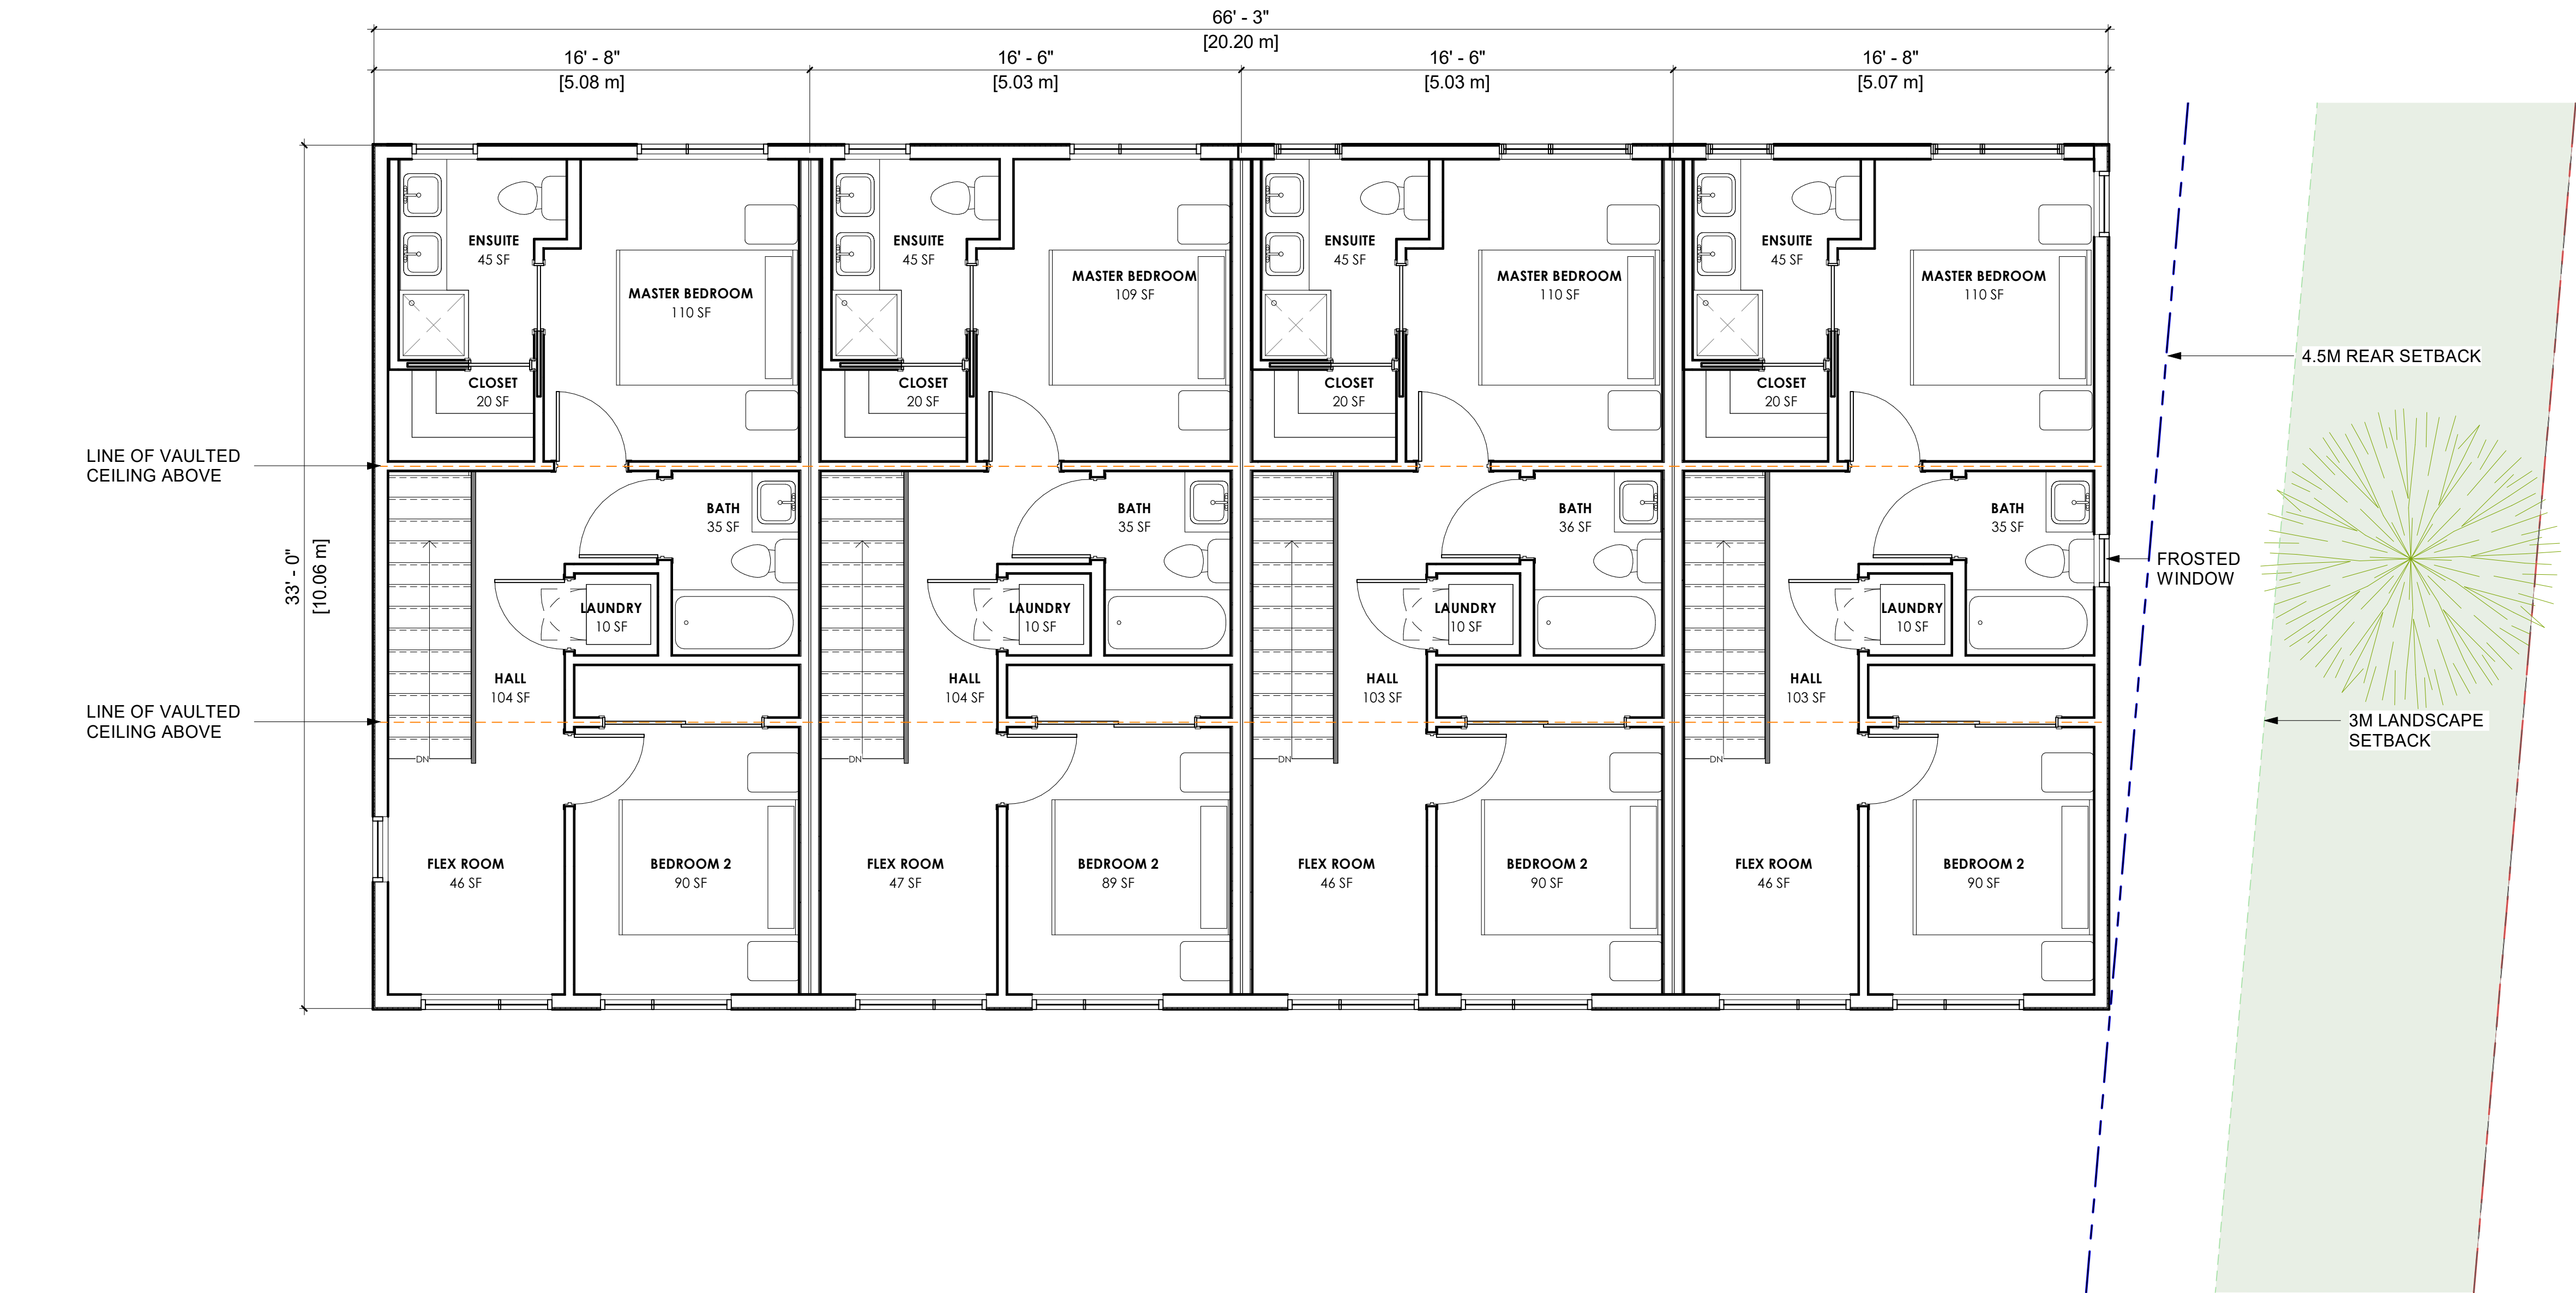 66' - 3"
[20.20 m]
16' - 8"
[5.08 m]
16' - 6"
[5.03 m]
16' - 6"
[5.03 m]
16' - 8"
[5.07 m]
33' - 0"
[10.06 m]
ENSUITE
45 SF
MASTER BEDROOM
110 SF
CLOSET
20 SF
ENSUITE
45 SF
MASTER BEDROOM
109 SF
CLOSET
20 SF
ENSUITE
45 SF
MASTER BEDROOM
110 SF
CLOSET
20 SF
ENSUITE
45 SF
MASTER BEDROOM
110 SF
CLOSET
20 SF
4.5M REAR SETBACK
LINE OF VAULTED
CEILING ABOVE
BATH
35 SF
LAUNDRY
10 SF
HALL
104 SF
BATH
35 SF
LAUNDRY
10 SF
HALL
104 SF
BATH
36 SF
LAUNDRY
10 SF
HALL
103 SF
BATH
35 SF
LAUNDRY
10 SF
HALL
103 SF
FROSTED
WINDOW
LINE OF VAULTED
CEILING ABOVE
3M LANDSCAPE
SETBACK
DN
DN
DN
DN
FLEX ROOM
46 SF
BEDROOM 2
90 SF
FLEX ROOM
47 SF
BEDROOM 2
89 SF
FLEX ROOM
46 SF
BEDROOM 2
90 SF
FLEX ROOM
46 SF
BEDROOM 2
90 SF